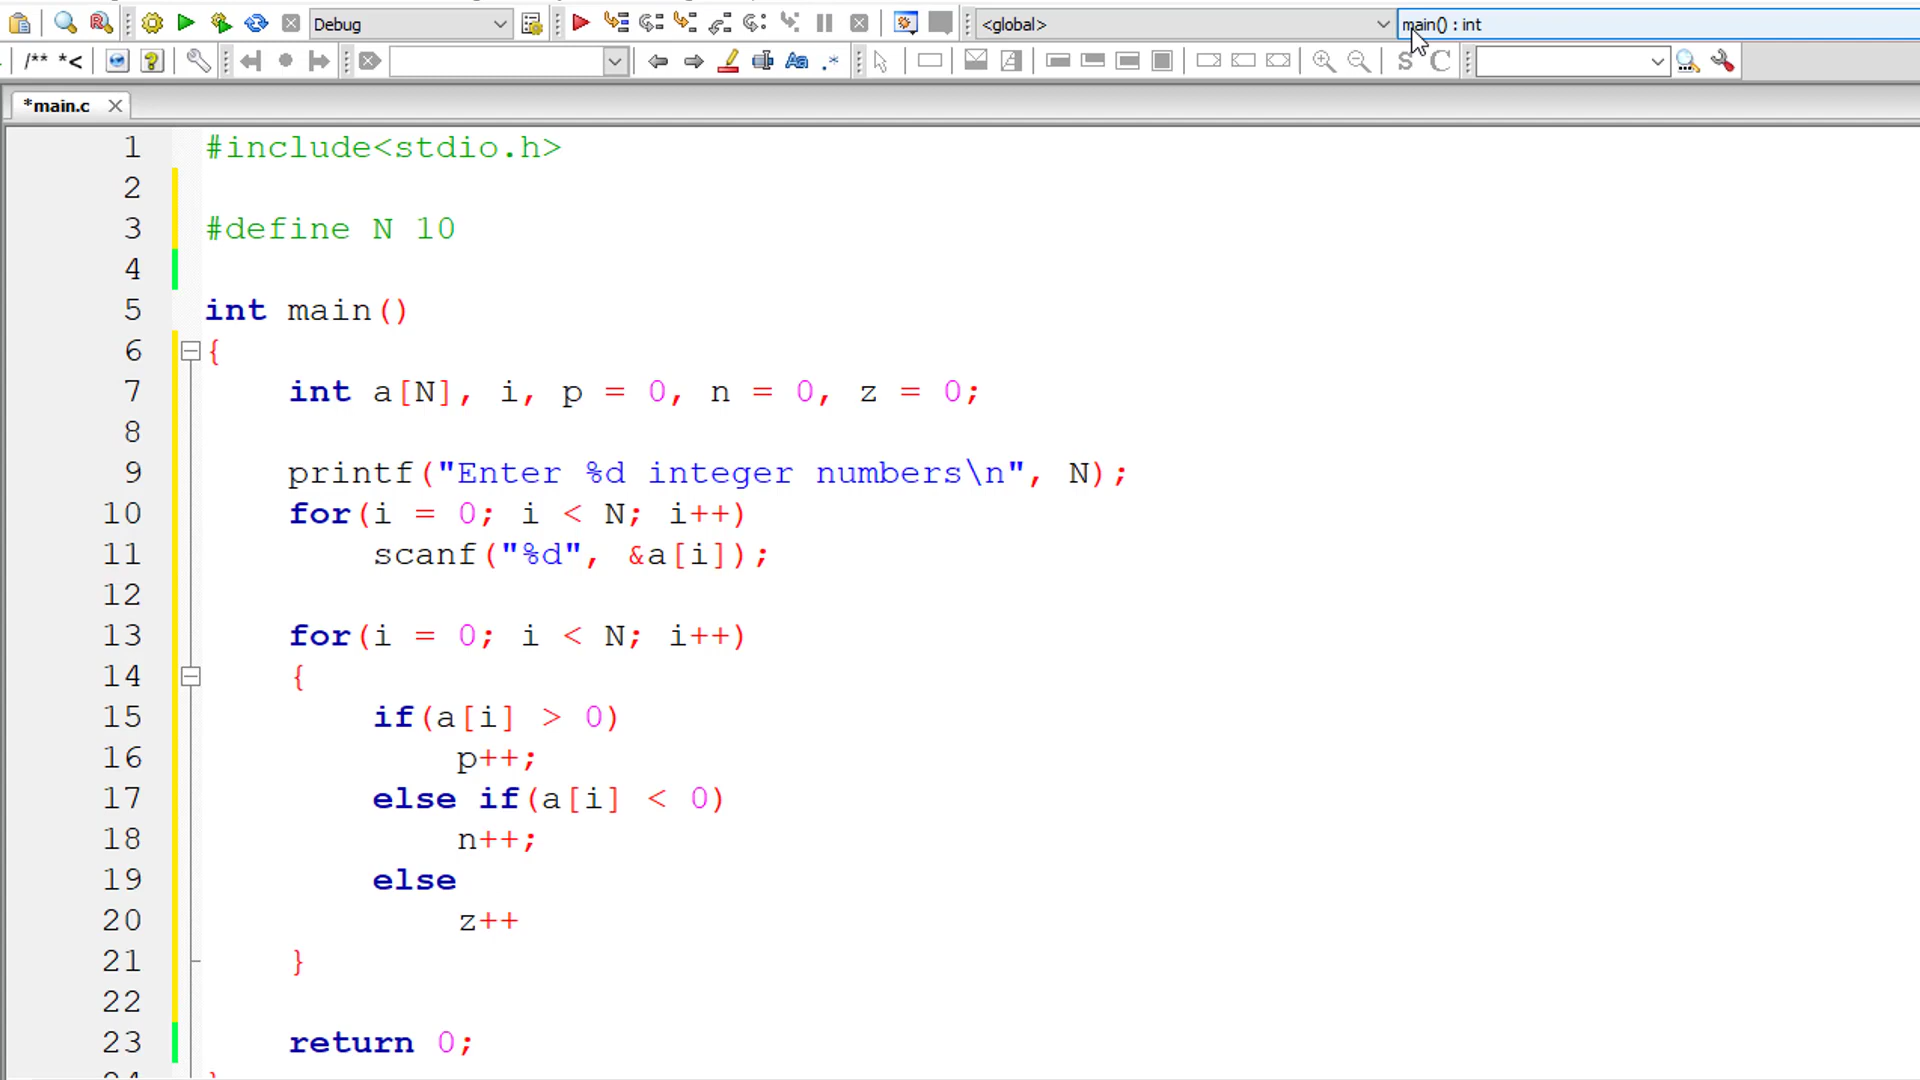 Debug
<global>
main() : int
/** *<
Aa .*
S C
*main.c
1 #include<stdio.h>
2
3 #define N 10
4
5 int main()
6 {
7 int a[N], i, p = 0, n = 0, z = 0;
8
9 printf("Enter %d integer numbers\n", N);
10 for(i = 0; i < N; i++)
11 scanf("%d", &a[i]);
12
13 for(i = 0; i < N; i++)
14 {
15 if(a[i] > 0)
16 p++;
17 else if(a[i] < 0)
18 n++;
19 else
20 z++
21 }
22
23 return 0;
24 }